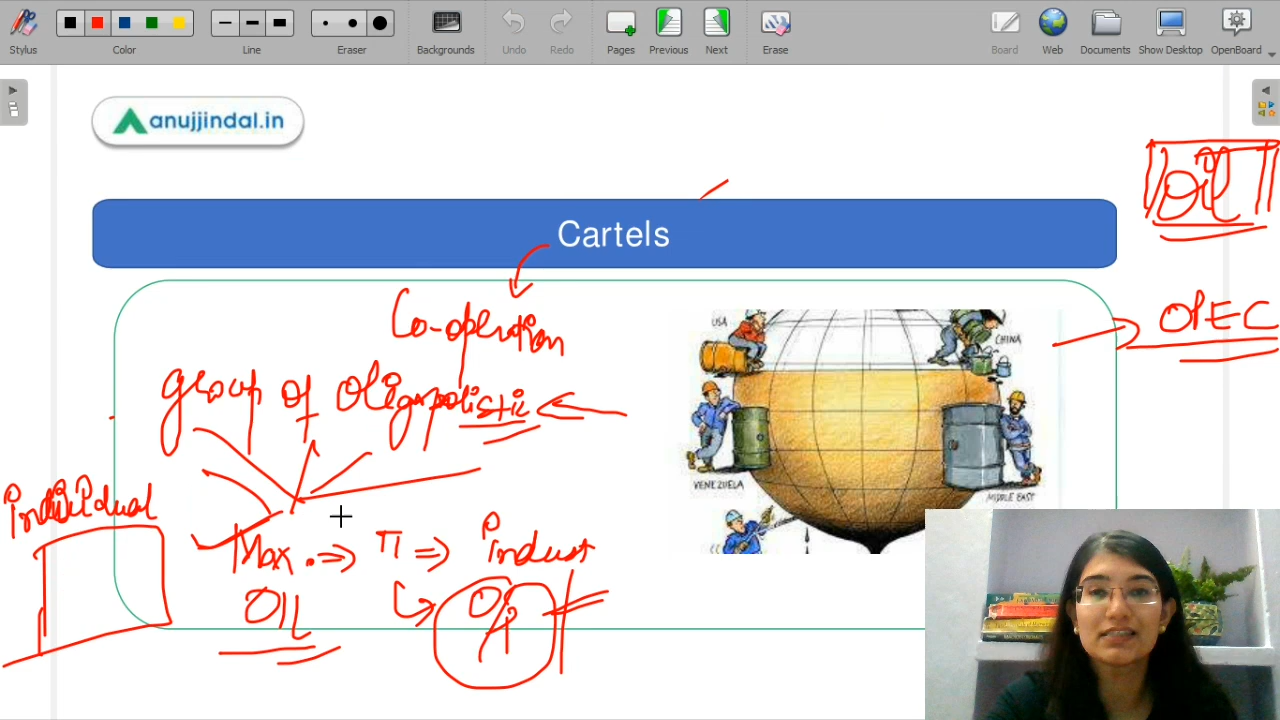 Stylus
Color
Line
Eraser
Backgrounds
Undo
Redo
Pages
Previous
Next
Erase
Board
Web
Documents
Show Desktop
OpenBoard
anujjindal.in
Oil
Cartels
Co-opertion
OPEC
USA
CHINA
group of oligopolistic
VENEZUELA
MIDDLE EAST
individual
Max. ⇒ π ⇒ indust
OIL
O/P